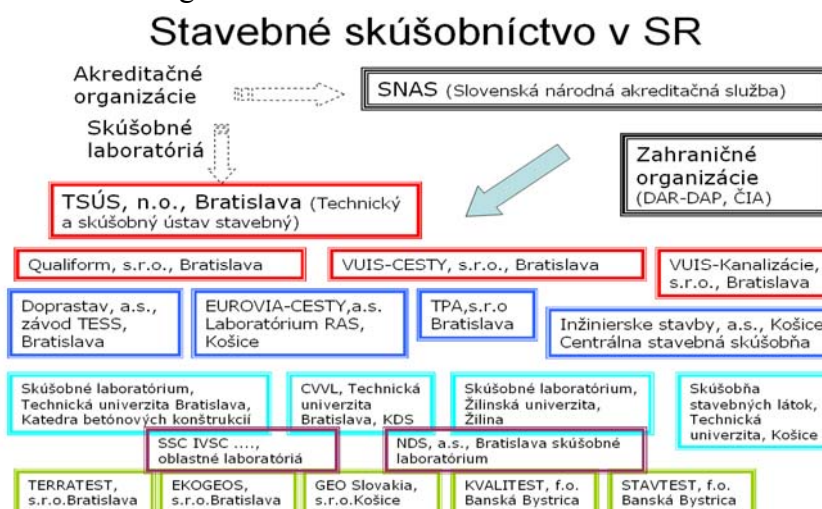 Stavebné skúšobníctvo v SR
Akreditačné
organizácie
SNAS (Slovenská národná akreditačná služba)
Skúšobné
laboratóriá
Zahraničné
organizácie
(DAR-DAP, ČIA)
TSÚS, n.o., Bratislava (Technický
a skúšobný ústav stavebný)
Qualiform, s.r.o., Bratislava
VUIS-CESTY, s.r.o., Bratislava
VUIS-Kanalizácie,
s.r.o., Bratislava
Doprastav, a.s.,
závod TESS,
Bratislava
EUROVIA-CESTY,a.s.
Laboratórium RAS,
Košice
TPA,s.r.o
Bratislava
Inžinierske stavby, a.s., Košice
Centrálna stavebná skúšobňa
Skúšobné laboratórium,
Technická univerzita Bratislava,
Katedra betónových konštrukcií
CVVL, Technická
univerzita
Bratislava, KDS
Skúšobné laboratórium,
Žilinská univerzita,
Žilina
Skúšobňa
stavebných látok,
Technická
univerzita, Košice
SSC IVSC ....,
oblastné laboratóriá
NDS, a.s., Bratislava skúšobné
laboratórium
TERRATEST,
s.r.o.Bratislava
EKOGEOS,
s.r.o.Bratislava
GEO Slovakia,
s.r.o.Košice
KVALITEST, f.o.
Banská Bystrica
STAVTEST, f.o.
Banská Bystrica